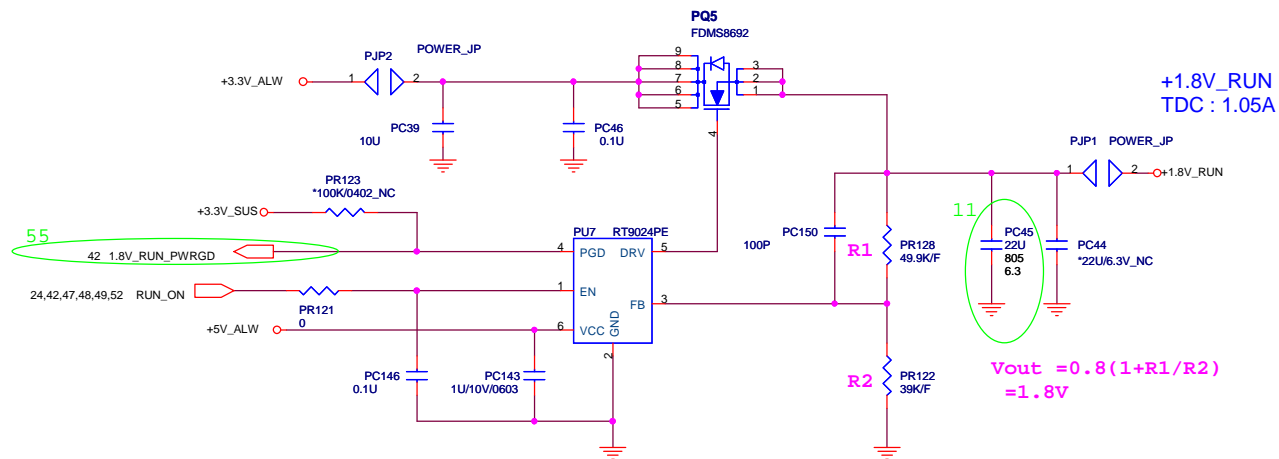 PQ5
FDMS8692
PJP2
POWER_JP
+3.3V_ALW
1
2
9
8
7
6
5
3
2
1
4
+1.8V_RUN
TDC : 1.05A
PC39
10U
PC46
0.1U
PJP1
POWER_JP
1
2
+1.8V_RUN
PR123
*100K/0402_NC
+3.3V_SUS
55
42
1.8V_RUN_PWRGD
PU7
RT9024PE
4
PGD
DRV
5
100P
PC150
R1
PR128
49.9K/F
11
PC45
22U
805
6.3
PC44
*22U/6.3V_NC
24,42,47,48,49,52
RUN_ON
PR121
0
1
EN
FB
3
+5V_ALW
6
VCC
GND
2
PC146
0.1U
PC143
1U/10V/0603
R2
PR122
39K/F
Vout =0.8(1+R1/R2)
=1.8V